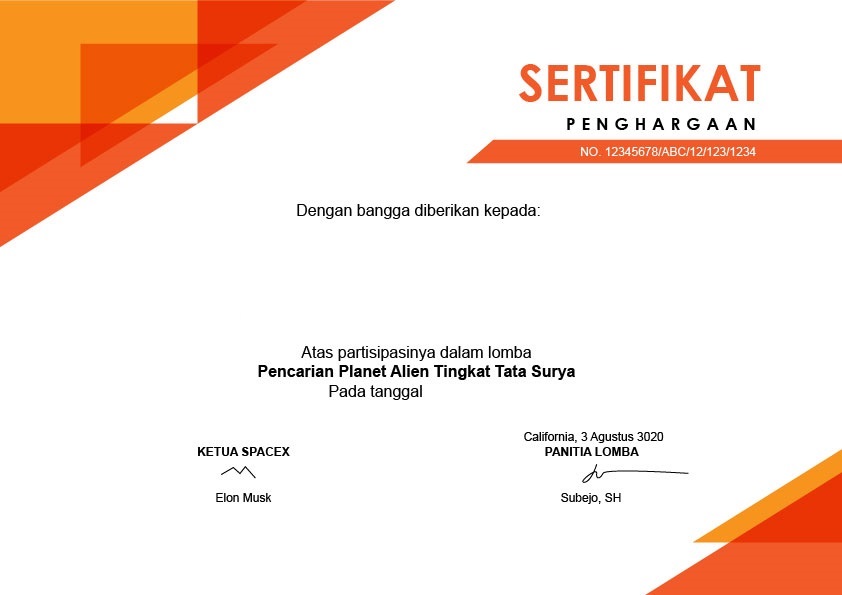 SERTIFIKAT
PENGHARGAAN
NO. 12345678/ABC/12/123/1234
Dengan bangga diberikan kepada:
Atas partisipasinya dalam lomba
Pencarian Planet Alien Tingkat Tata Surya
Pada tanggal
California, 3 Agustus 3020
KETUA SPACEX
PANITIA LOMBA
Elon Musk
Subejo, SH